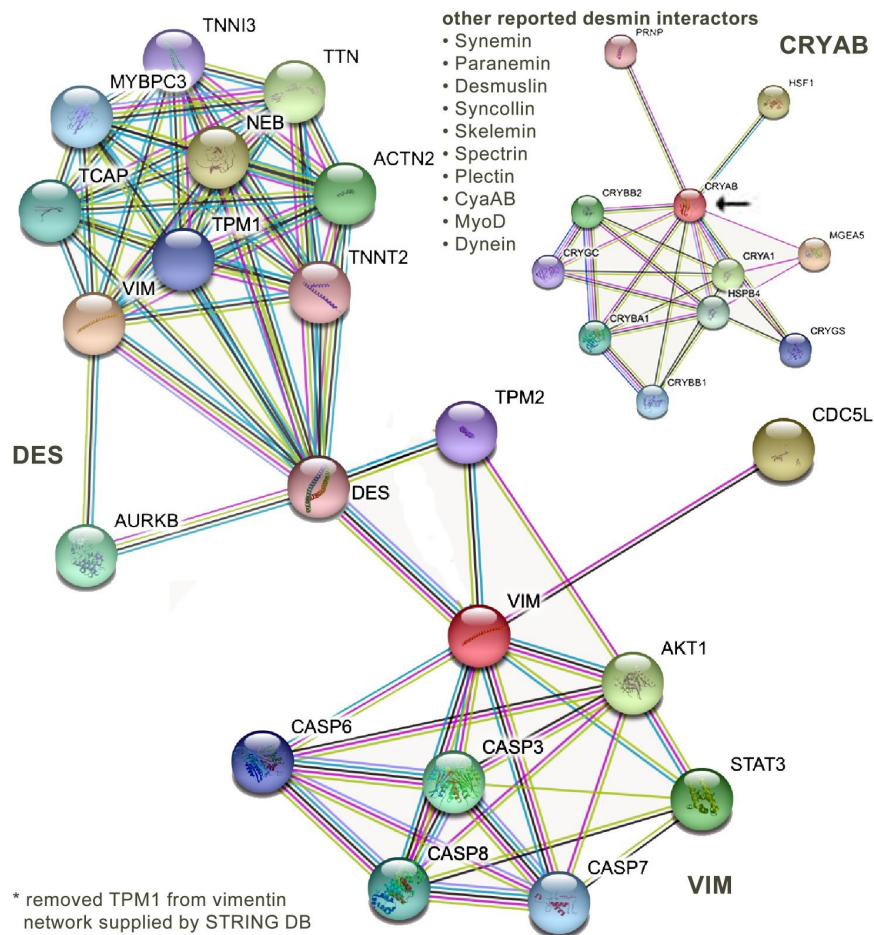 other reported desmin interactors
• Synemin
• Paranemin
• Desmuslin
• Syncollin
• Skelemin
• Spectrin
• Plectin
• CyaAB
• MyoD
• Dynein
CRYAB
PRNP
HSF1
CRYAB
CRYBB2
MGEA5
CRYGC
CRYA1
HSPB4
CRYBA1
CRYGS
CRYBB1
TNNI3
TTN
MYBPC3
NEB
ACTN2
TCAP
TPM1
TNNT2
VIM
DES
TPM2
CDC5L
DES
AURKB
VIM
AKT1
CASP6
CASP3
STAT3
CASP8
CASP7
VIM
* removed TPM1 from vimentin
network supplied by STRING DB